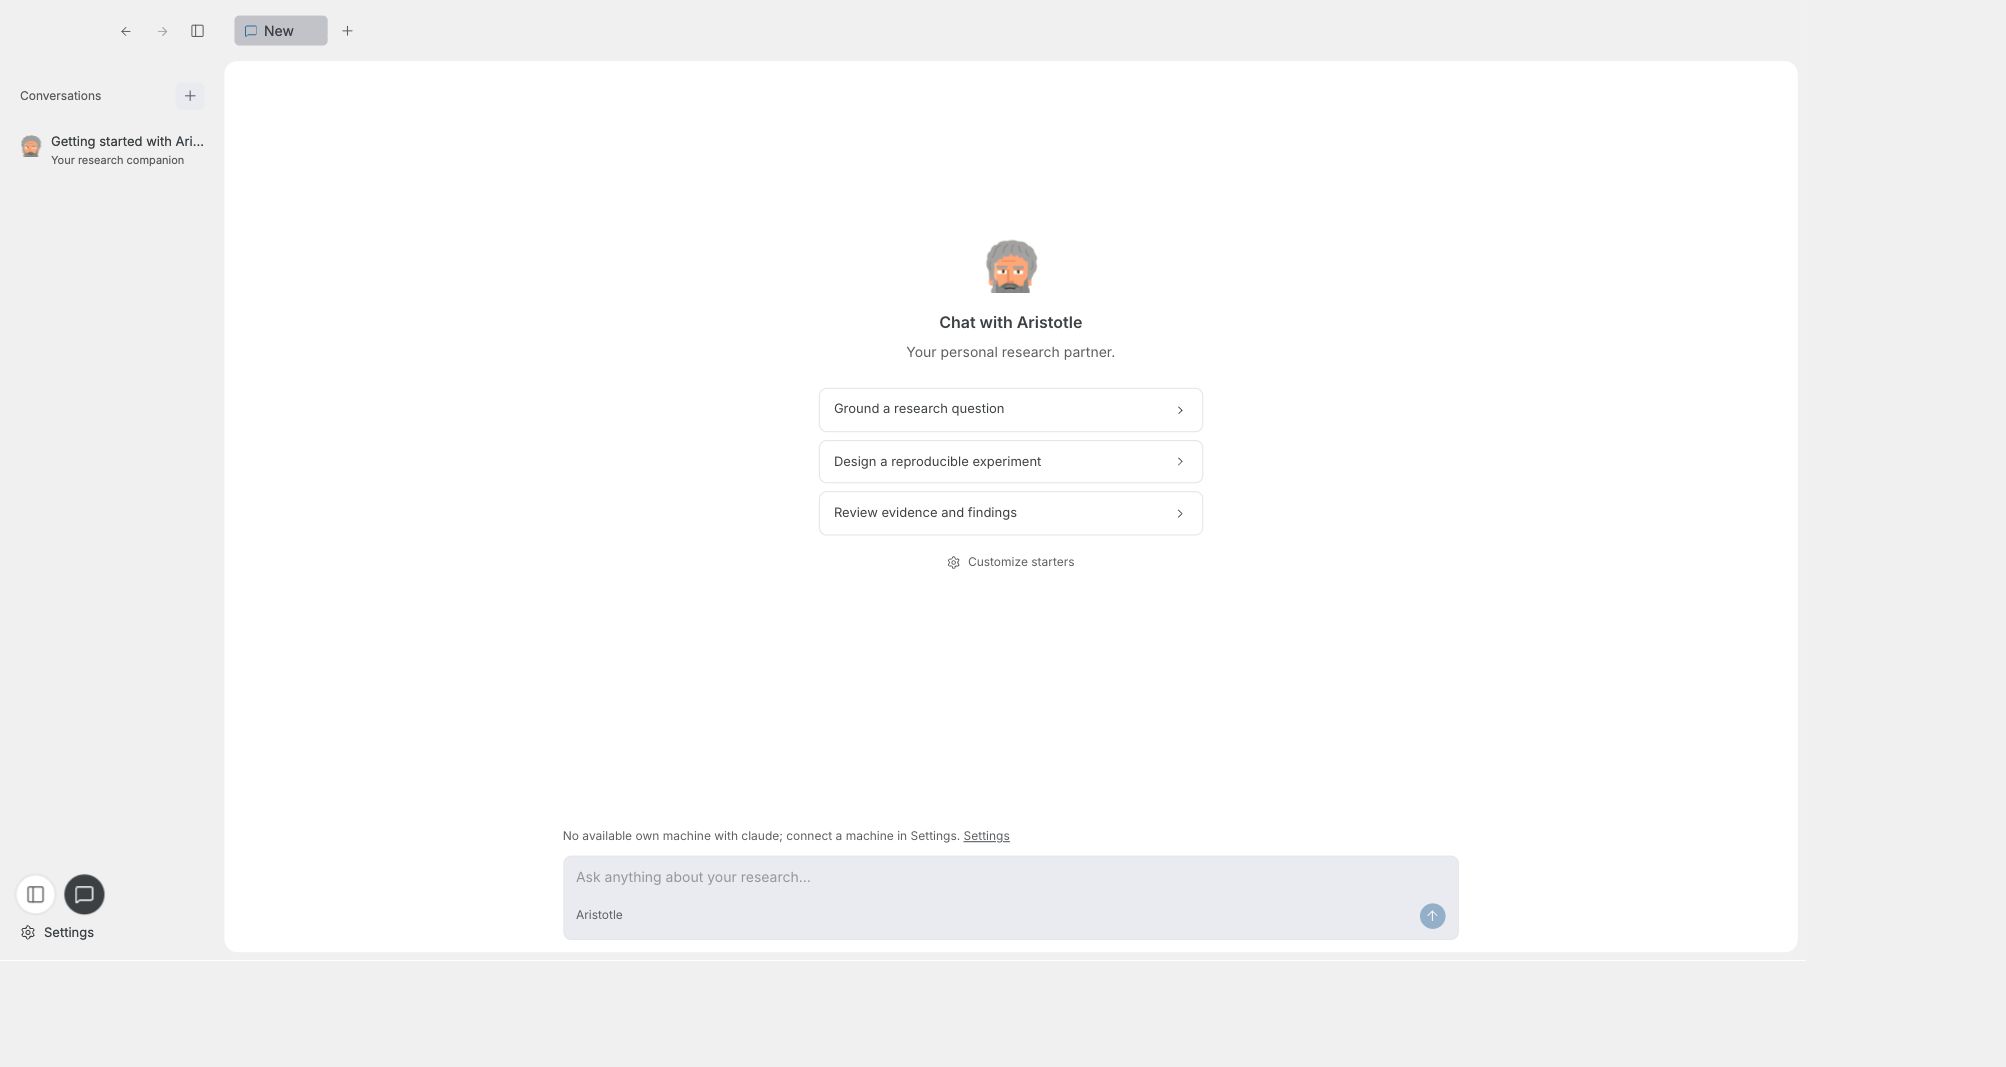 New
Conversations
Getting started with Ari...
Your research companion
Chat with Aristotle
Your personal research partner.
Ground a research question
Design a reproducible experiment
Review evidence and findings
Customize starters
No available own machine with claude; connect a machine in Settings. Settings
Ask anything about your research...
Aristotle
Settings